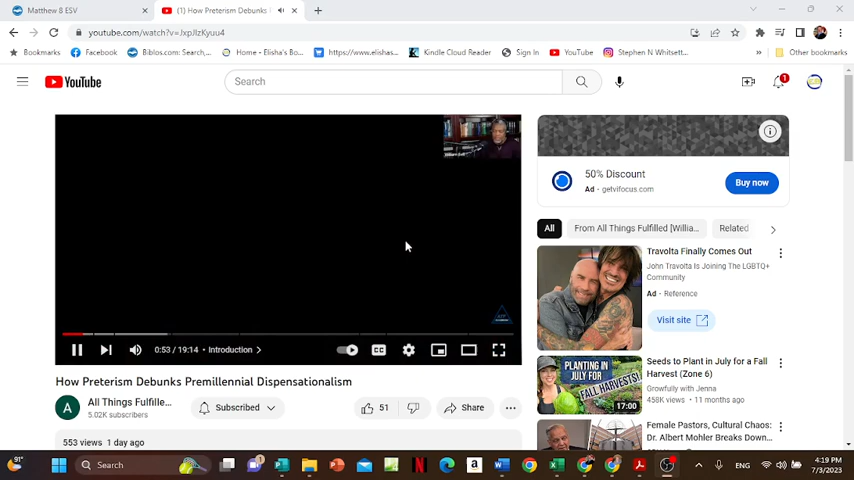 Matthew 8 ESV
(1) How Preterism Debunks
youtube.com/watch?v=JxpJlzKyuu4
Bookmarks
Facebook
Biblos.com: Search,...
Home - Elisha's Bo...
https://www.elishas...
Kindle Cloud Reader
Sign In
YouTube
Stephen N Whitsett...
»
Other bookmarks
YouTube
Search
1
0:53 / 19:14 • Introduction >
CC
How Preterism Debunks Premillennial Dispensationalism
A
All Things Fulfille...
5.02K subscribers
Subscribed
51
Share
553 views 1 day ago
50% Discount
Ad • getvifocus.com
Buy now
All
From All Things Fulfilled [Willia...
Related
Travolta Finally Comes Out
John Travolta Is Joining The LGBTQ+
Community
Ad • Reference
Visit site
PLANTING IN
JULY FOR
FALL HARVESTS!
17:00
Seeds to Plant in July for a Fall
Harvest (Zone 6)
Growfully with Jenna
458K views • 11 months ago
Female Pastors, Cultural Chaos:
Dr. Albert Mohler Breaks Down...
91°
Search
ENG
4:19 PM
7/3/2023